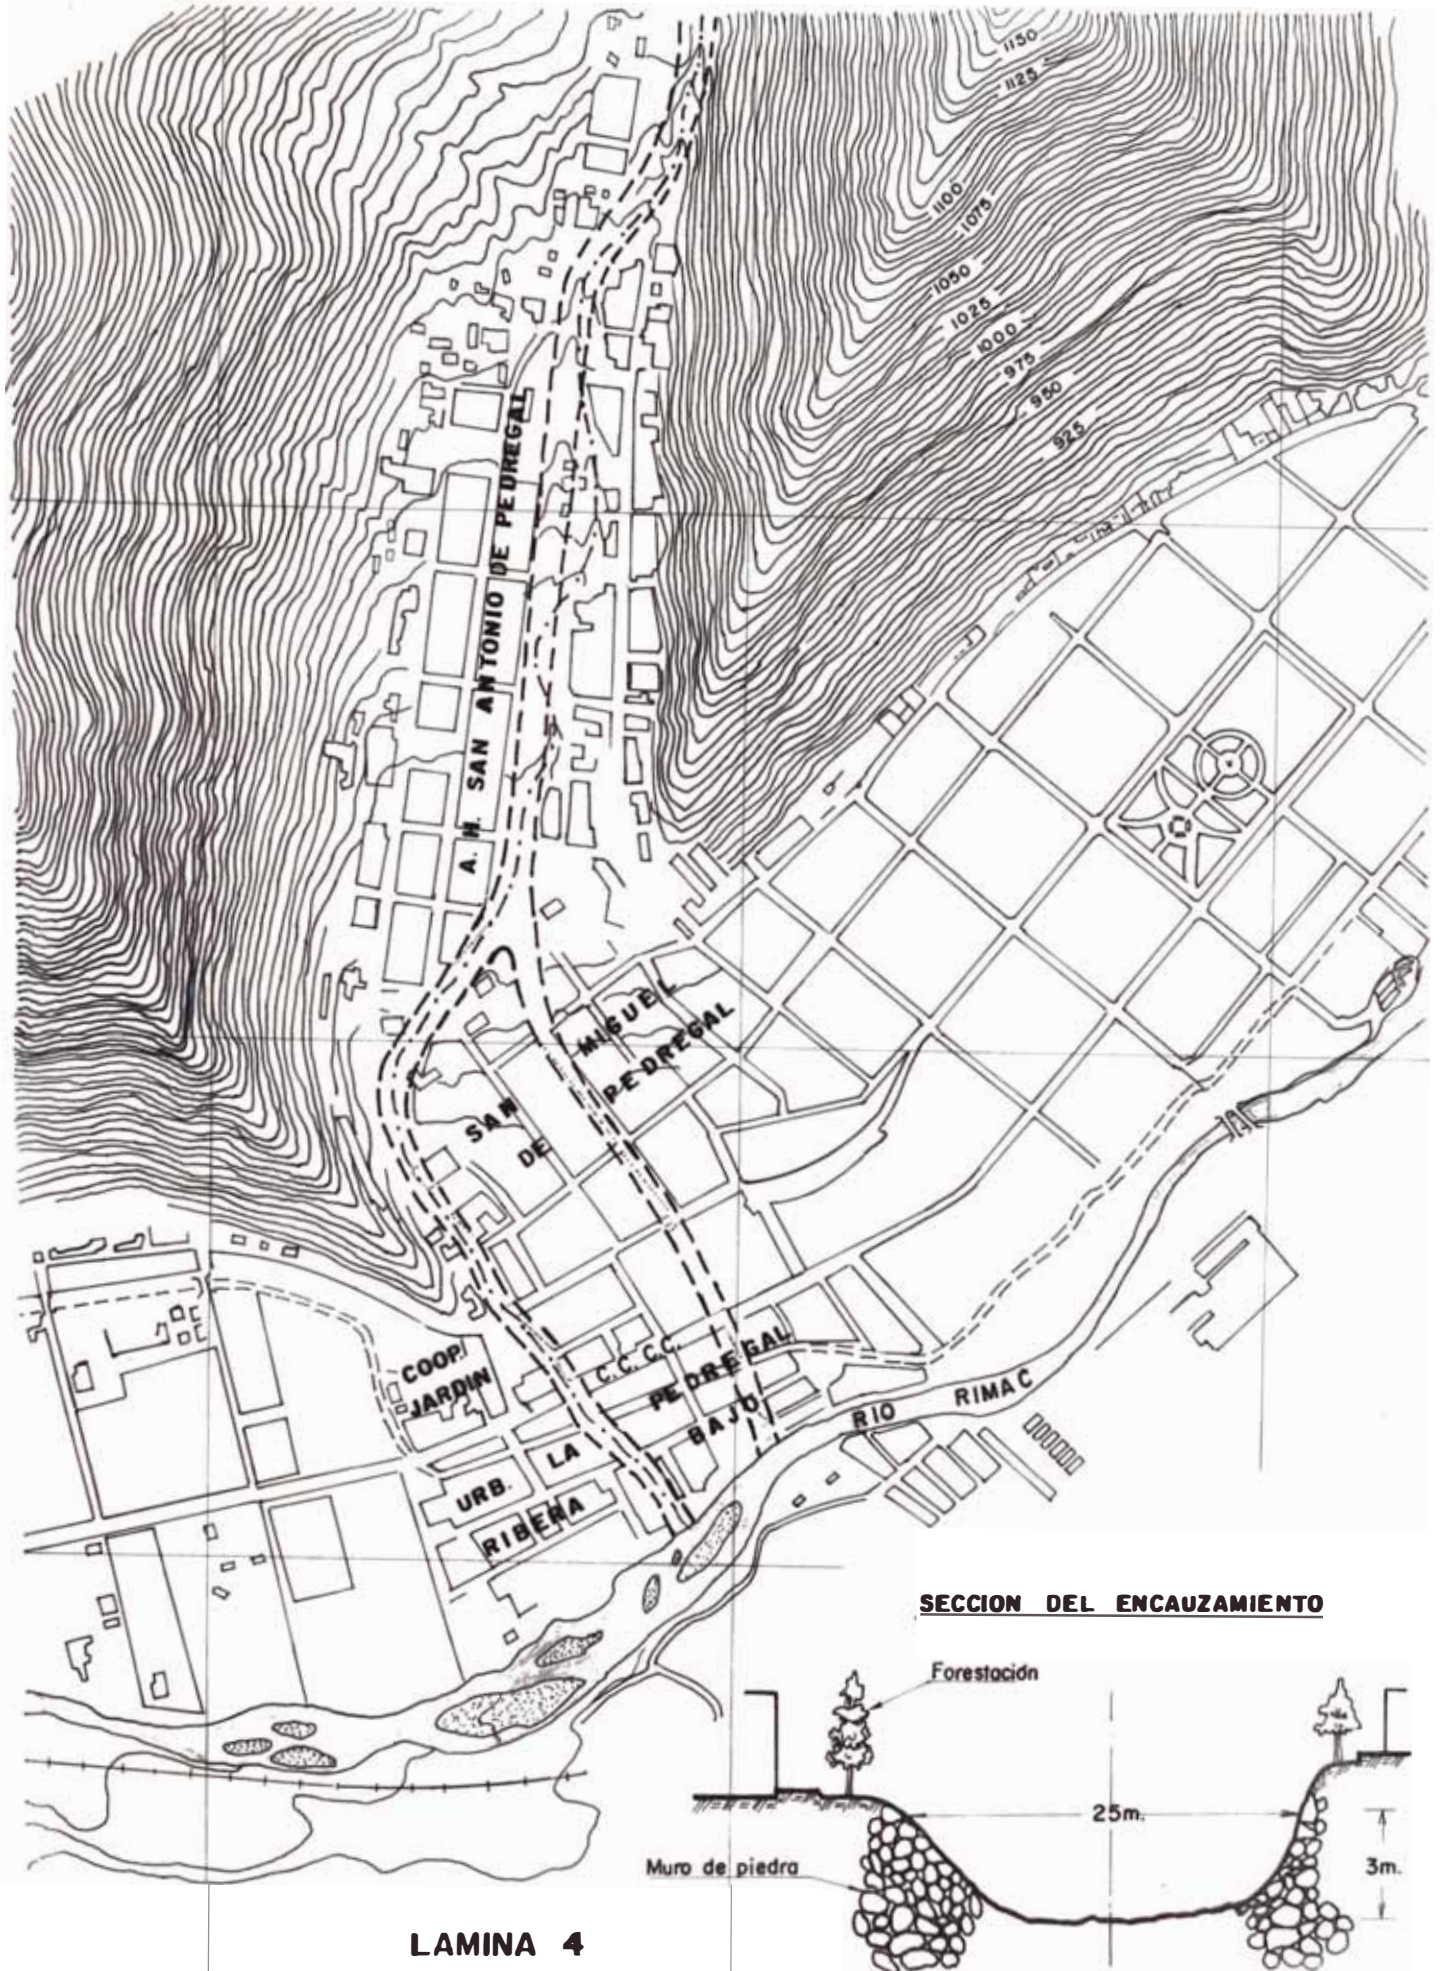 1150
1125
1100
1075
1050
1025
1000
975
950
925
A. H. SAN ANTONIO DE PEDREGAL
SAN MIGUEL
DE PEDREGAL
COOP.
JARDIN
C.C.C.C.
PEDREGAL
BAJO
RIO RIMAC
URB. LA
RIBERA
SECCION DEL ENCAUZAMIENTO
Forestación
25m.
3m.
Muro de piedra
LAMINA 4